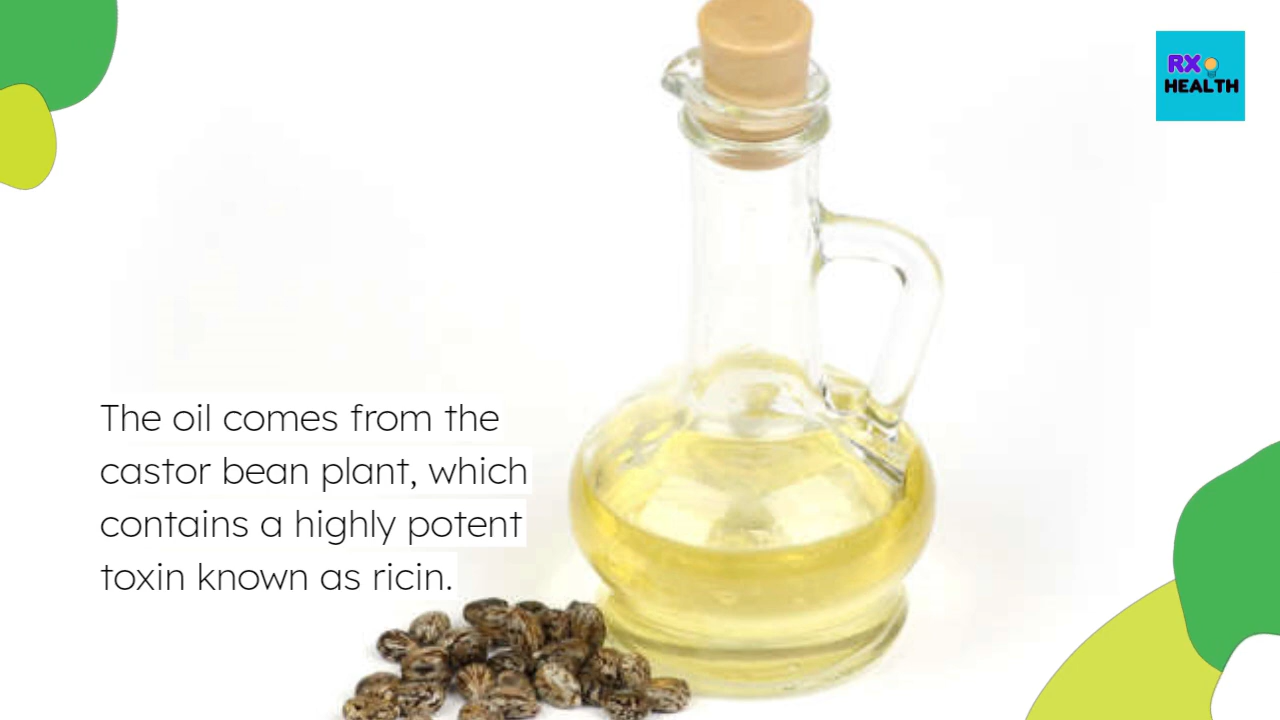 RX
HEALTH
The oil comes from the
castor bean plant, which
contains a highly potent
toxin known as ricin.